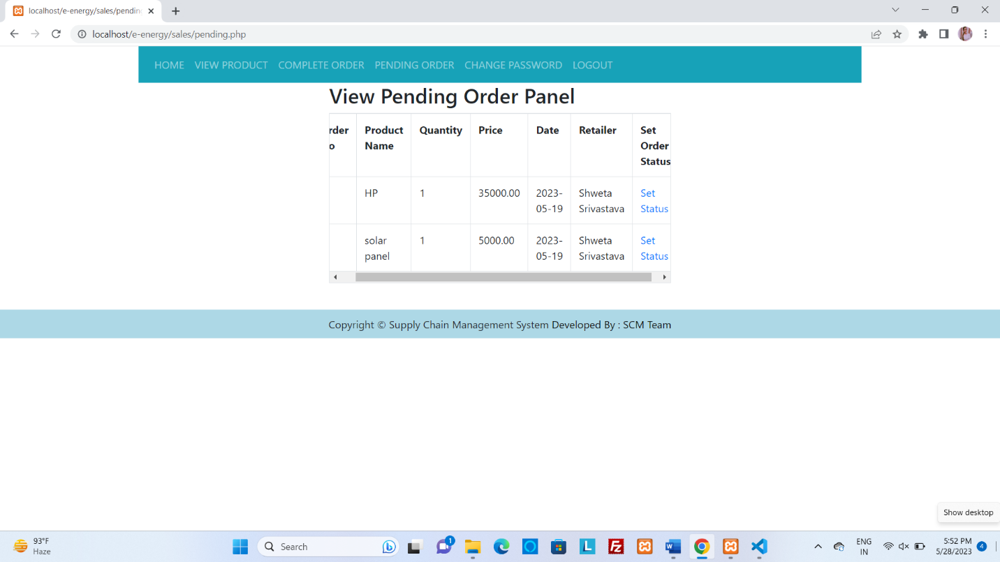 localhost/e-energy/sales/pending
localhost/e-energy/sales/pending.php
HOME VIEW PRODUCT COMPLETE ORDER PENDING ORDER CHANGE PASSWORD LOGOUT
View Pending Order Panel
rder Product Quantity Price Date Retailer Set
o Name Order
Status
HP 1 35000.00 2023- Shweta Set
05-19 Srivastava Status
solar 1 5000.00 2023- Shweta Set
panel 05-19 Srivastava Status
Copyright © Supply Chain Management System Developed By : SCM Team
Show desktop
93°F
Haze
Search
1
L
Fz
W
ENG
IN
5:52 PM
5/28/2023
4